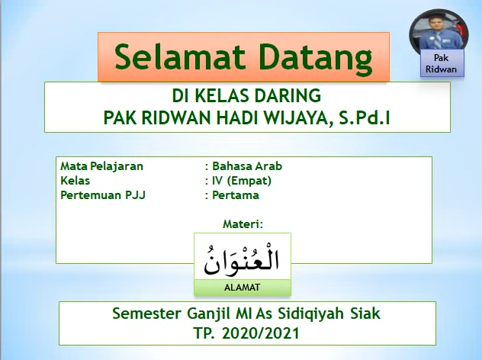 Selamat Datang
Pak
Ridwan
DI KELAS DARING
PAK RIDWAN HADI WIJAYA, S.Pd.I
Mata Pelajaran : Bahasa Arab
Kelas : IV (Empat)
Pertemuan PJJ : Pertama
Materi:
الْعُنْوَانُ
ALAMAT
Semester Ganjil MI As Sidiqiyah Siak
TP. 2020/2021